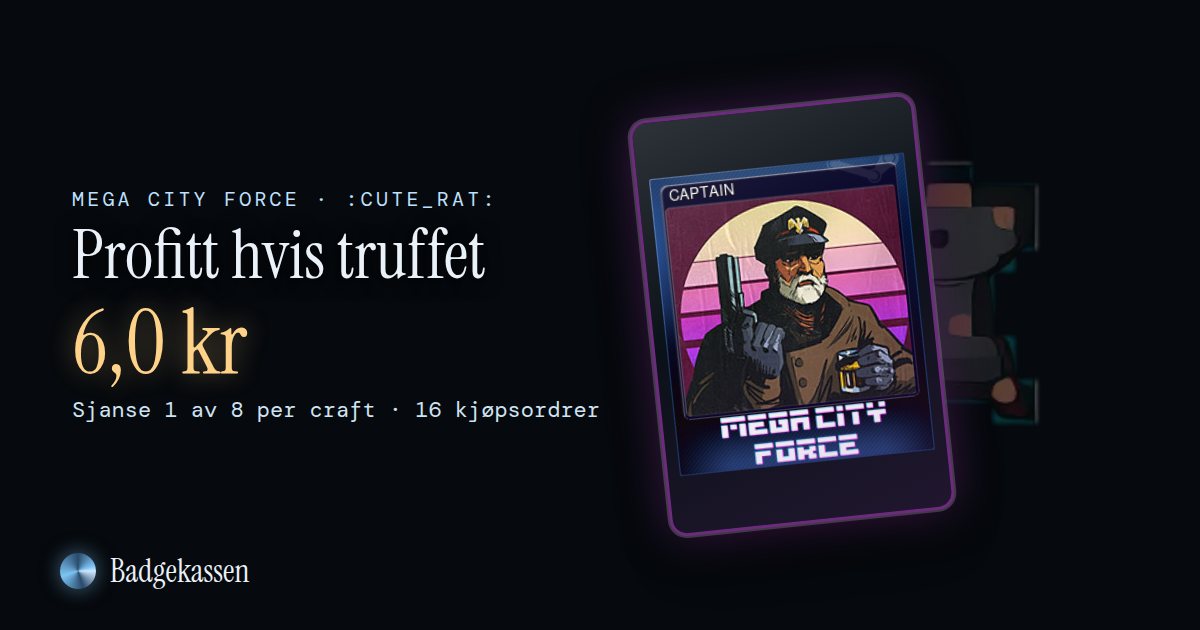 MEGA CITY FORCE · :CUTE_RAT:
Profitt hvis truffet
6,0 kr
Sjanse 1 av 8 per craft · 16 kjøpsordrer
CAPTAIN
MEGA CITY
FORCE
Badgekassen